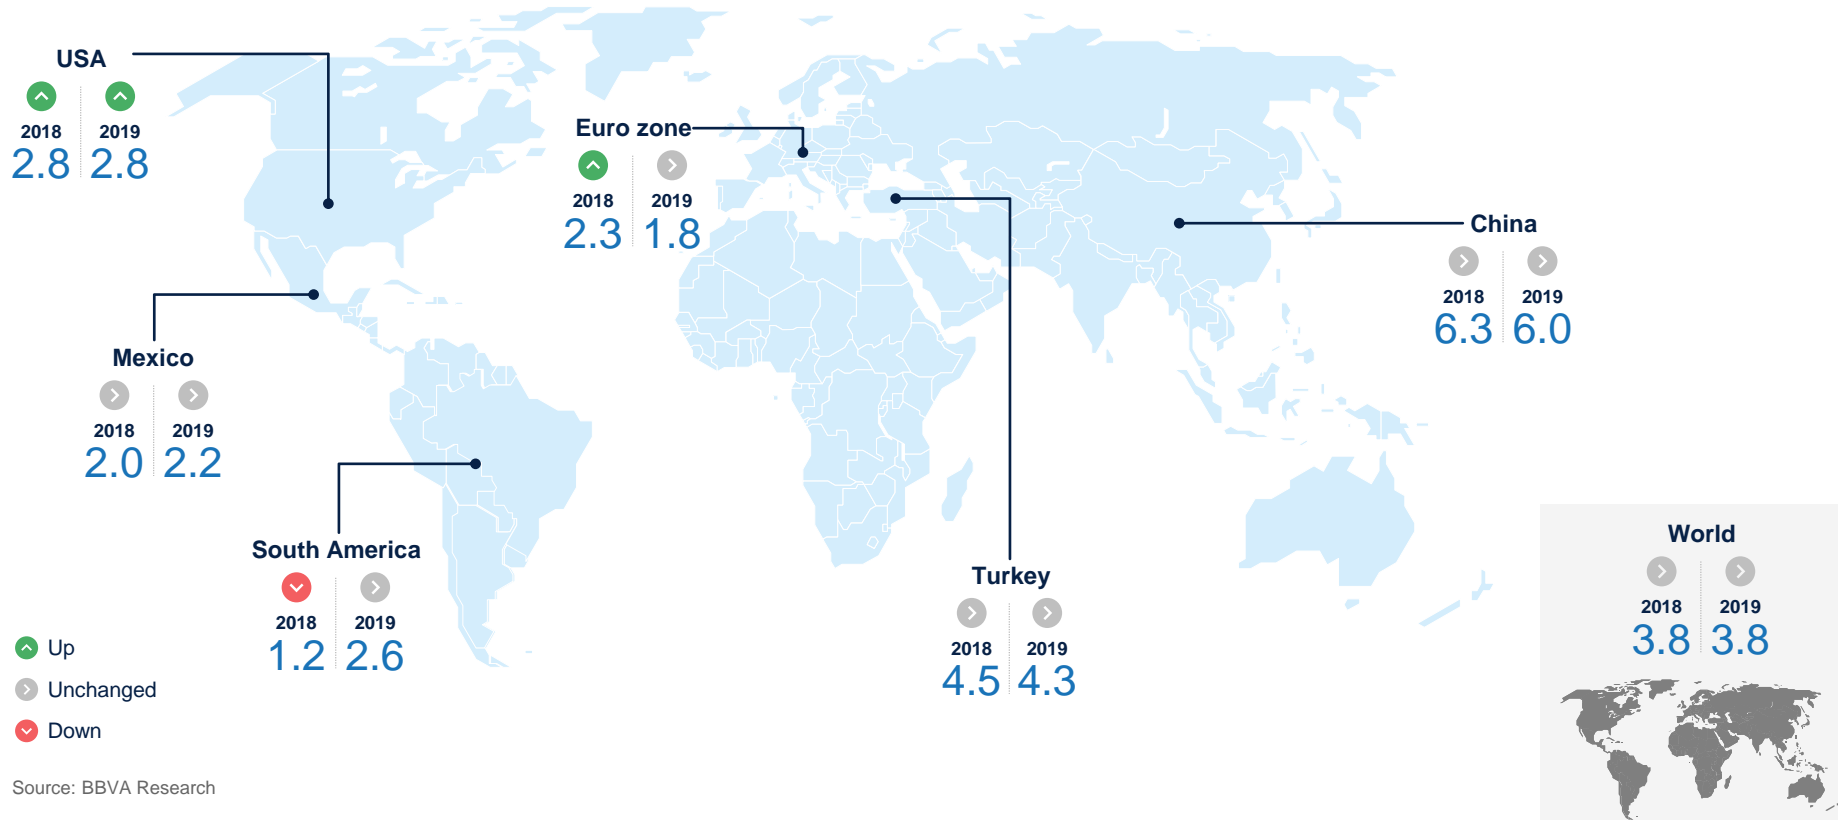 USA
2018 2019
2.8 2.8
Euro zone
2018 2019
2.3 1.8
China
2018 2019
6.3 6.0
Mexico
2018 2019
2.0 2.2
South America
2018 2019
1.2 2.6
Turkey
2018 2019
4.5 4.3
World
2018 2019
3.8 3.8
Up
Unchanged
Down
Source: BBVA Research